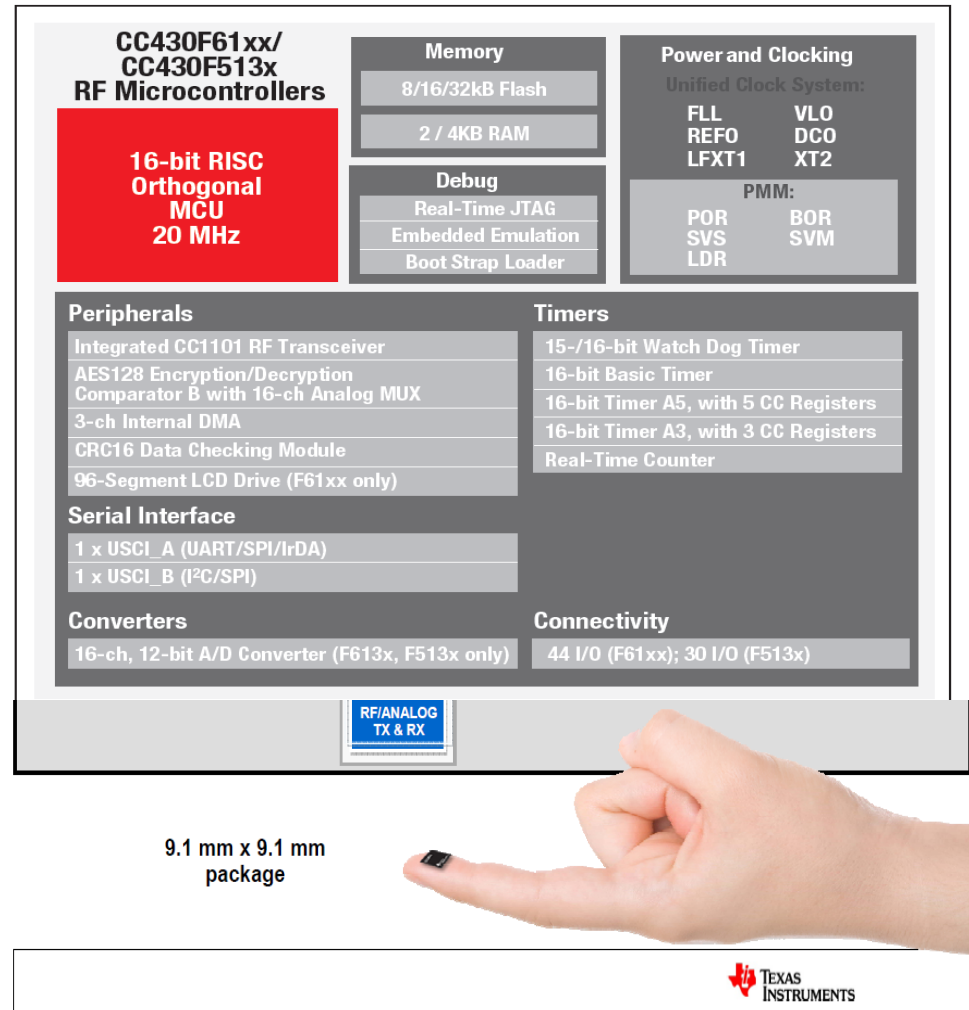 CC430F61xx/
CC430F513x
RF Microcontrollers
16-bit RISC
Orthogonal
MCU
20 MHz
Memory
8/16/32kB Flash
2 / 4KB RAM
Debug
Real-Time JTAG
Embedded Emulation
Boot Strap Loader
Power and Clocking
Unified Clock System:
FLL VLO
REFO DCO
LFXT1 XT2
PMM:
POR BOR
SVS SVM
LDR
Peripherals
Integrated CC1101 RF Transceiver
AES128 Encryption/Decryption
Comparator B with 16-ch Analog MUX
3-ch Internal DMA
CRC16 Data Checking Module
96-Segment LCD Drive (F61xx only)
Timers
15-/16-bit Watch Dog Timer
16-bit Basic Timer
16-bit Timer A5, with 5 CC Registers
16-bit Timer A3, with 3 CC Registers
Real-Time Counter
Serial Interface
1 x USCI_A (UART/SPI/IrDA)
1 x USCI_B (I²C/SPI)
Converters
16-ch, 12-bit A/D Converter (F613x, F513x only)
Connectivity
44 I/O (F61xx); 30 I/O (F513x)
RF/ANALOG
TX & RX
9.1 mm x 9.1 mm
package
TEXAS
INSTRUMENTS